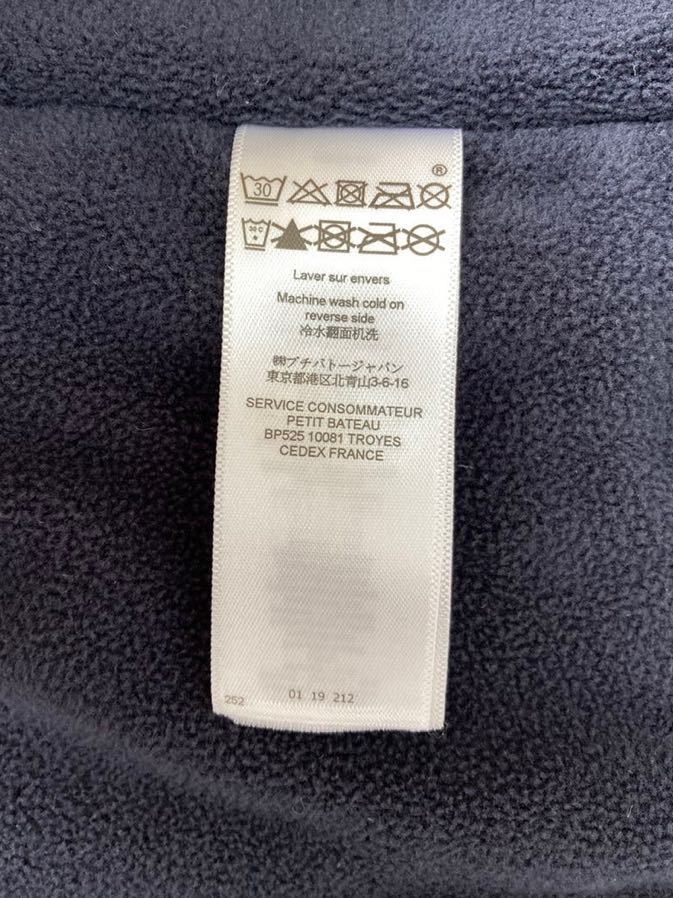 ®
30
30 C
Laver sur envers
Machine wash cold on
reverse side
冷水翻面机洗
㈱プチバトージャパン
東京都港区北青山3-6-16
SERVICE CONSOMMATEUR
PETIT BATEAU
BP525 10081 TROYES
CEDEX FRANCE
252
01 19 212